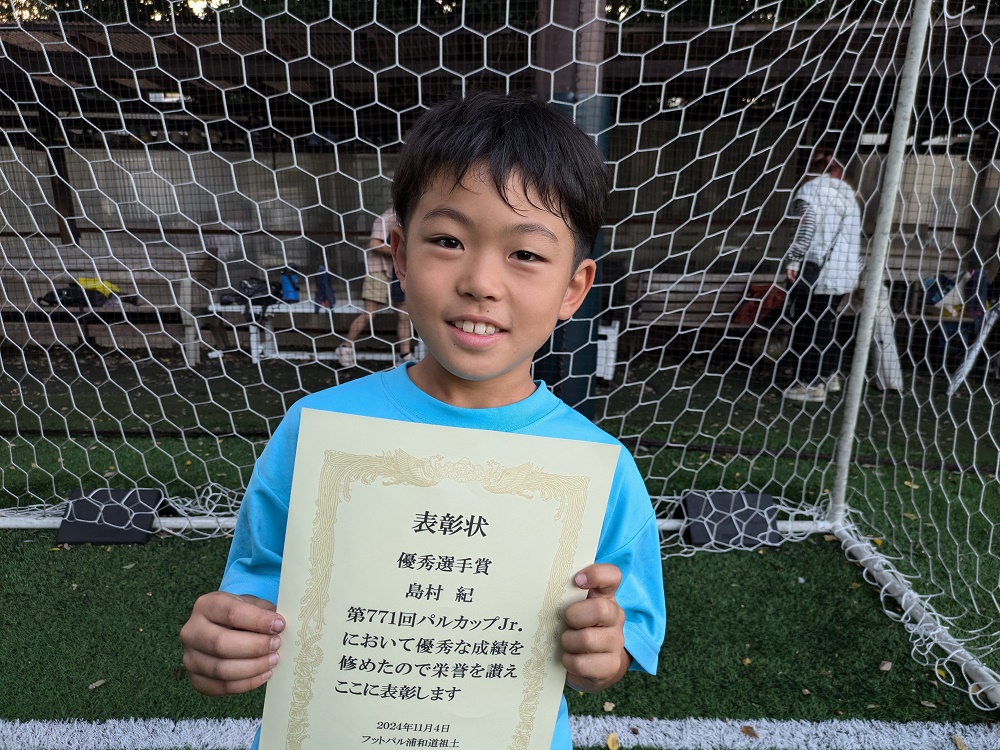 表彰状
優秀選手賞
島村 紀
第771回パルカップJr.
において優秀な成績を
修めたので栄誉を讃え
ここに表彰します
2024年11月4日
フットパル浦和道祖土